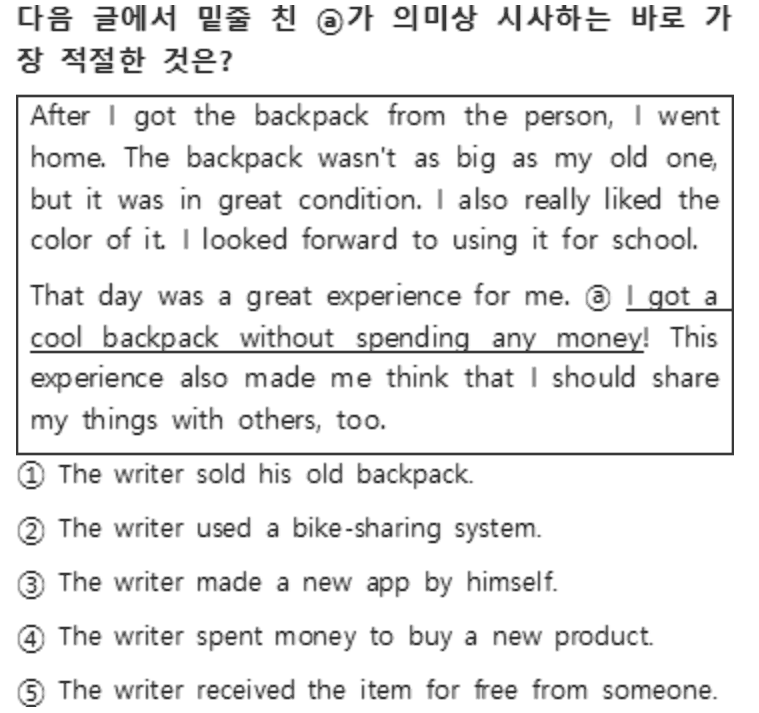 다음 글에서 밑줄 친 ⓐ가 의미상 시사하는 바로 가
장 적절한 것은?
After I got the backpack from the person, I went
home. The backpack wasn't as big as my old one,
but it was in great condition. I also really liked the
color of it. I looked forward to using it for school.
That day was a great experience for me. ⓐ I got a
cool backpack without spending any money! This
experience also made me think that I should share
my things with others, too.
① The writer sold his old backpack.
② The writer used a bike-sharing system.
③ The writer made a new app by himself.
④ The writer spent money to buy a new product.
⑤ The writer received the item for free from someone.